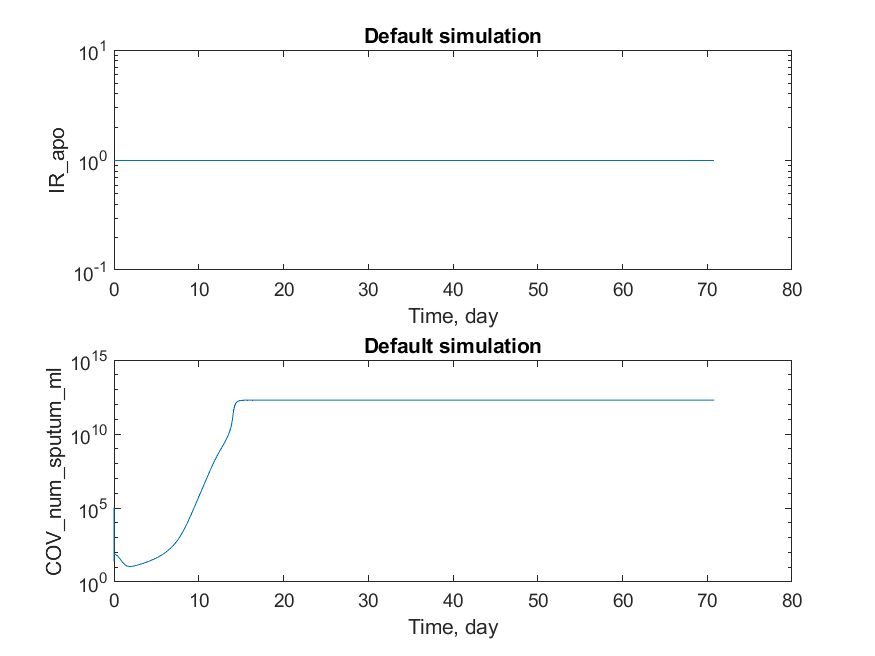 Default simulation
10^1
10^0
10^-1
IR_apo
0 10 20 30 40 50 60 70 80
Time, day
Default simulation
10^15
10^10
10^5
10^0
COV_num_sputum_ml
0 10 20 30 40 50 60 70 80
Time, day